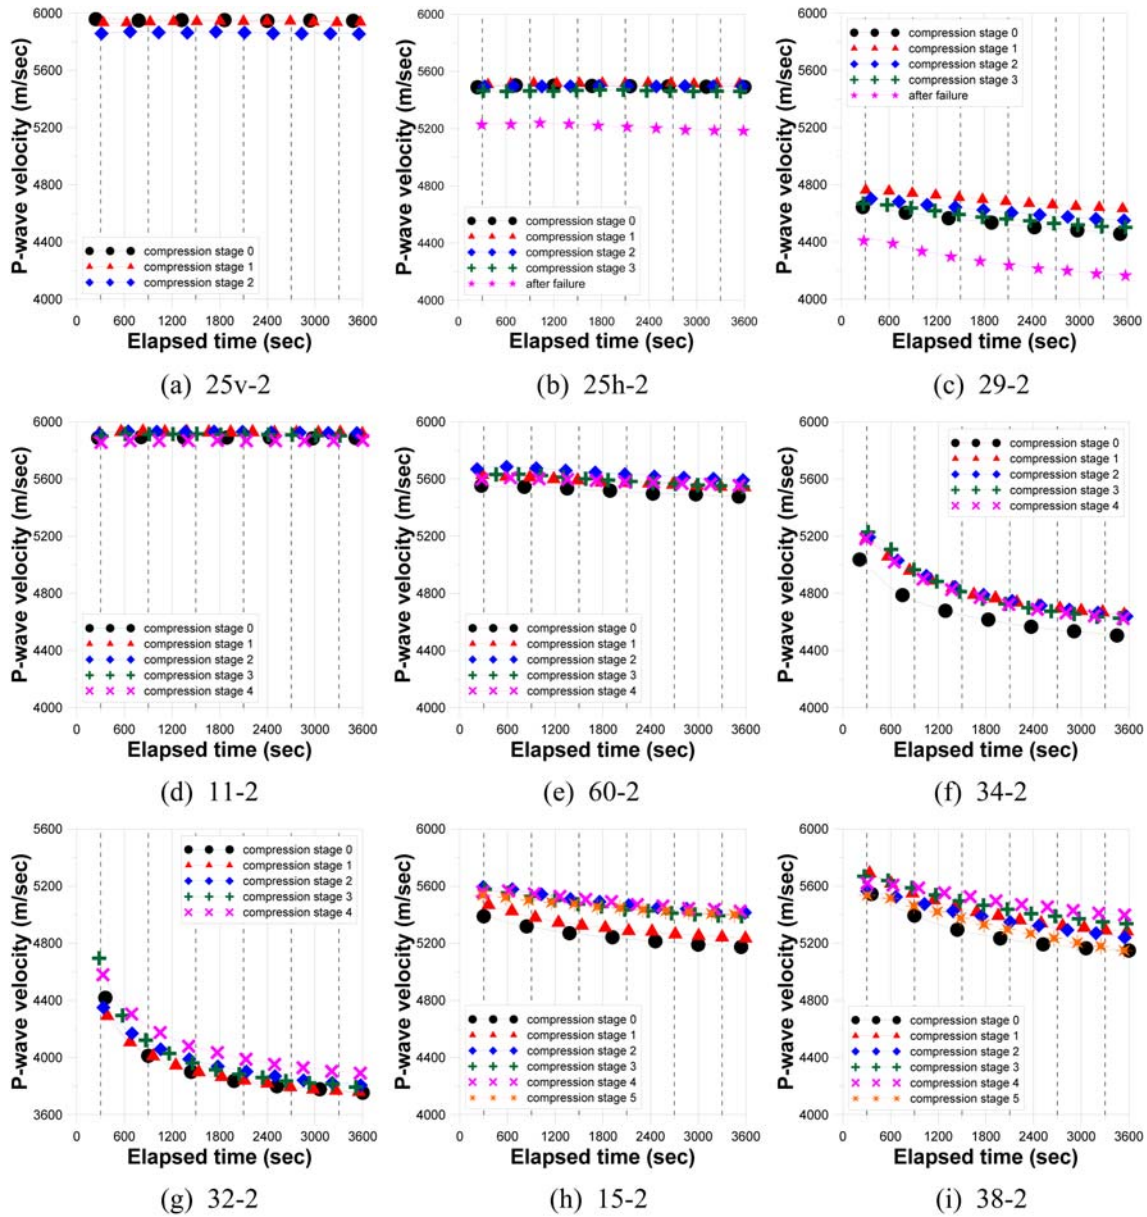 6000
5600
5200
4800
4400
4000
P-wave velocity (m/sec)
compression stage 0
compression stage 1
compression stage 2
0 600 1200 1800 2400 3000 3600
Elapsed time (sec)
(a) 25v-2
6000
5600
5200
4800
4400
4000
P-wave velocity (m/sec)
compression stage 0
compression stage 1
compression stage 2
compression stage 3
after failure
0 600 1200 1800 2400 3000 3600
Elapsed time (sec)
(b) 25h-2
6000
5600
5200
4800
4400
4000
P-wave velocity (m/sec)
compression stage 0
compression stage 1
compression stage 2
compression stage 3
after failure
0 600 1200 1800 2400 3000 3600
Elapsed time (sec)
(c) 29-2
6000
5600
5200
4800
4400
4000
P-wave velocity (m/sec)
compression stage 0
compression stage 1
compression stage 2
compression stage 3
compression stage 4
0 600 1200 1800 2400 3000 3600
Elapsed time (sec)
(d) 11-2
6000
5600
5200
4800
4400
4000
P-wave velocity (m/sec)
compression stage 0
compression stage 1
compression stage 2
compression stage 3
compression stage 4
0 600 1200 1800 2400 3000 3600
Elapsed time (sec)
(e) 60-2
6000
5600
5200
4800
4400
4000
P-wave velocity (m/sec)
compression stage 0
compression stage 1
compression stage 2
compression stage 3
compression stage 4
0 600 1200 1800 2400 3000 3600
Elapsed time (sec)
(f) 34-2
5600
5200
4800
4400
4000
3600
P-wave velocity (m/sec)
compression stage 0
compression stage 1
compression stage 2
compression stage 3
compression stage 4
0 600 1200 1800 2400 3000 3600
Elapsed time (sec)
(g) 32-2
6000
5600
5200
4800
4400
4000
P-wave velocity (m/sec)
compression stage 0
compression stage 1
compression stage 2
compression stage 3
compression stage 4
compression stage 5
0 600 1200 1800 2400 3000 3600
Elapsed time (sec)
(h) 15-2
6000
5600
5200
4800
4400
4000
P-wave velocity (m/sec)
compression stage 0
compression stage 1
compression stage 2
compression stage 3
compression stage 4
compression stage 5
0 600 1200 1800 2400 3000 3600
Elapsed time (sec)
(i) 38-2